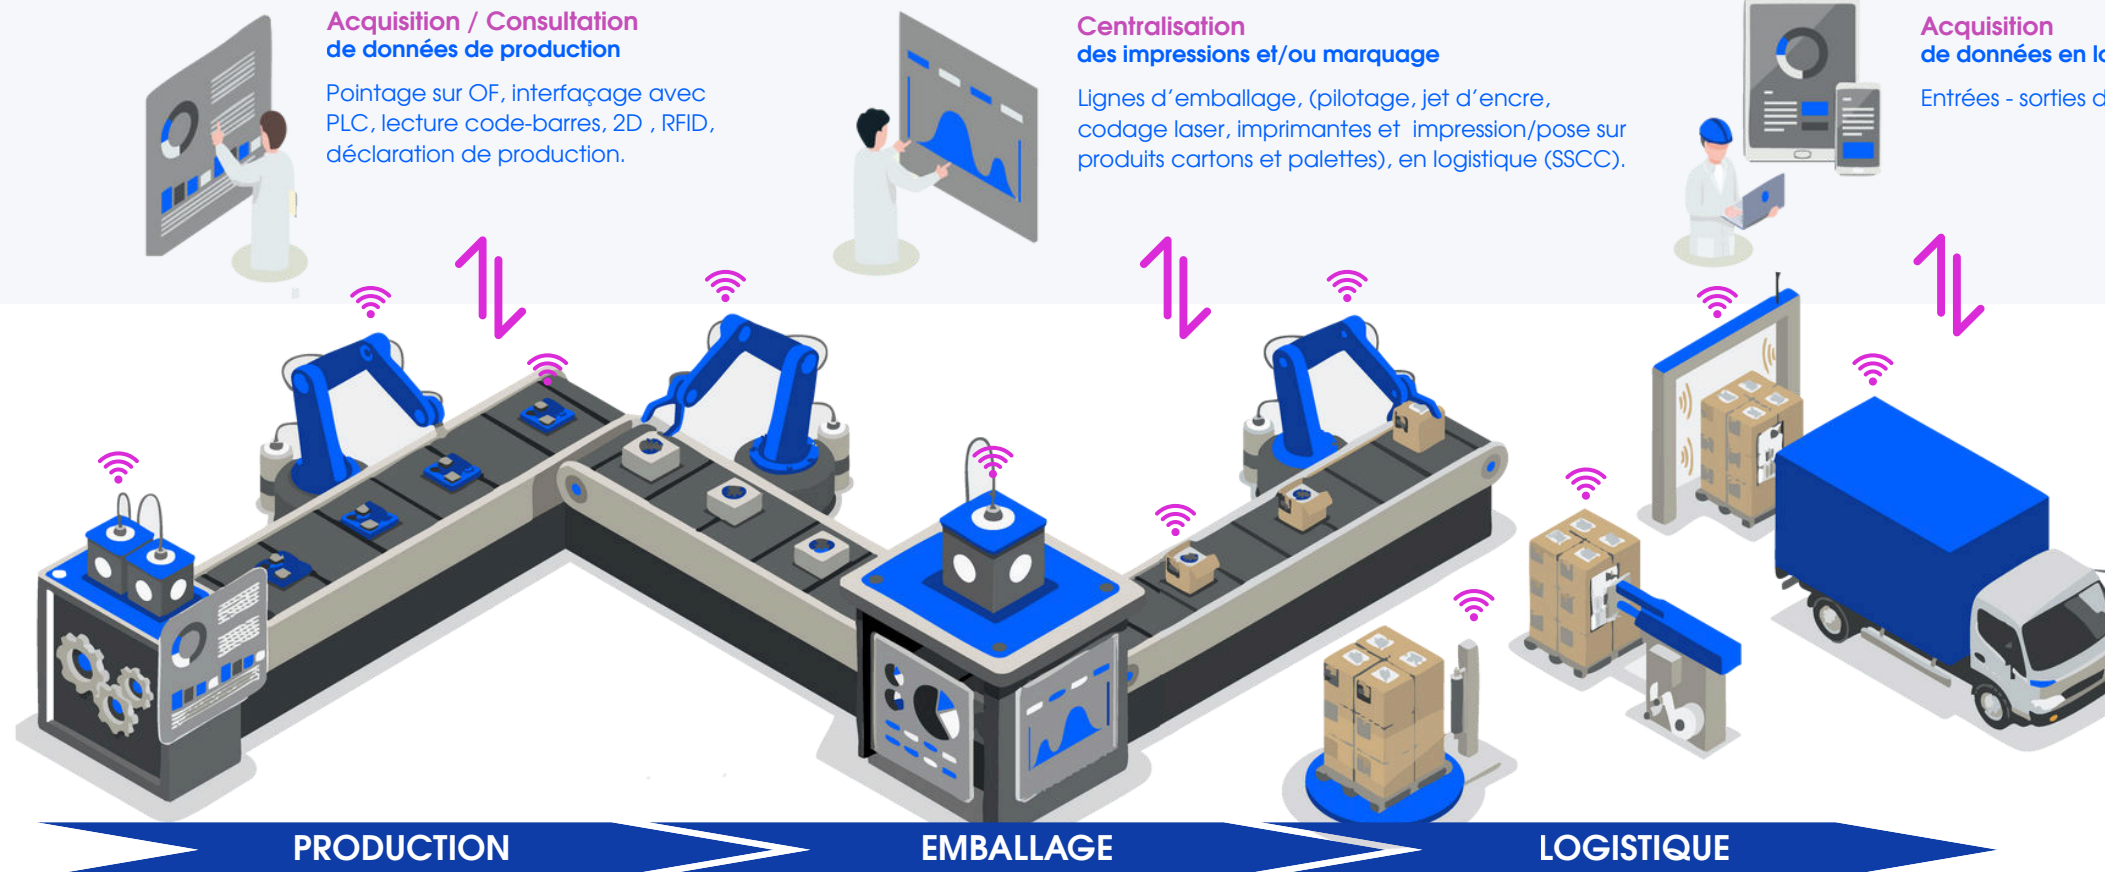 Acquisition / Consultation
de données de production
Pointage sur OF, interfaçage avec
PLC, lecture code-barres, 2D , RFID,
déclaration de production.
Centralisation
des impressions et/ou marquage
Lignes d’emballage, (pilotage, jet d’encre,
codage laser, imprimantes et impression/pose sur
produits cartons et palettes), en logistique (SSCC).
Acquisition
de données en
Entrées - sorties
PRODUCTION
EMBALLAGE
LOGISTIQUE